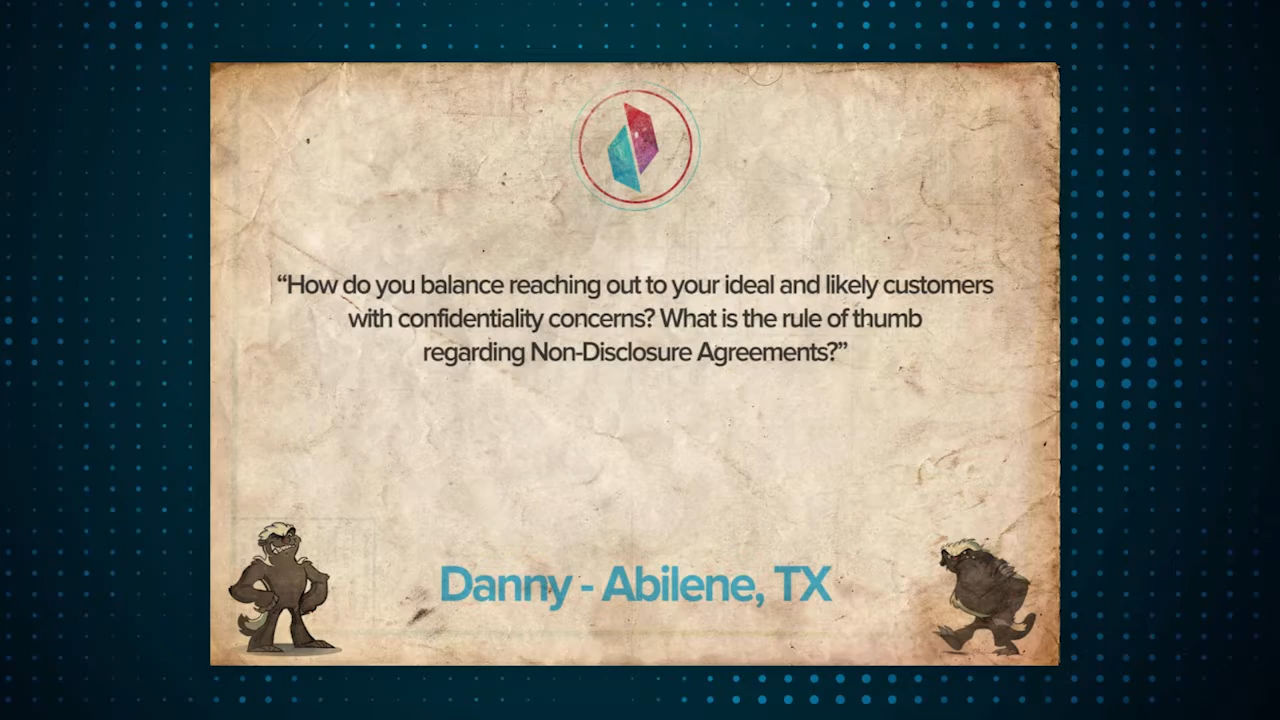 “How do you balance reaching out to your ideal and likely customers
with confidentiality concerns? What is the rule of thumb
regarding Non-Disclosure Agreements?”
Danny - Abilene, TX